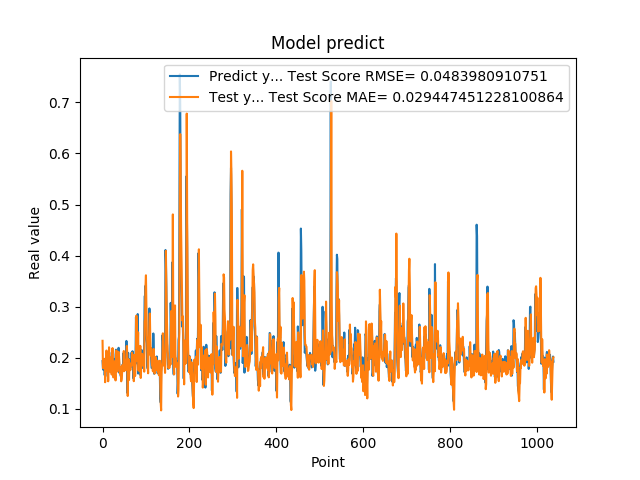 Model predict
Predict y... Test Score RMSE= 0.0483980910751
Test y... Test Score MAE= 0.029447451228100864
Real value
0.7
0.6
0.5
0.4
0.3
0.2
0.1
0
200
400
600
800
1000
Point